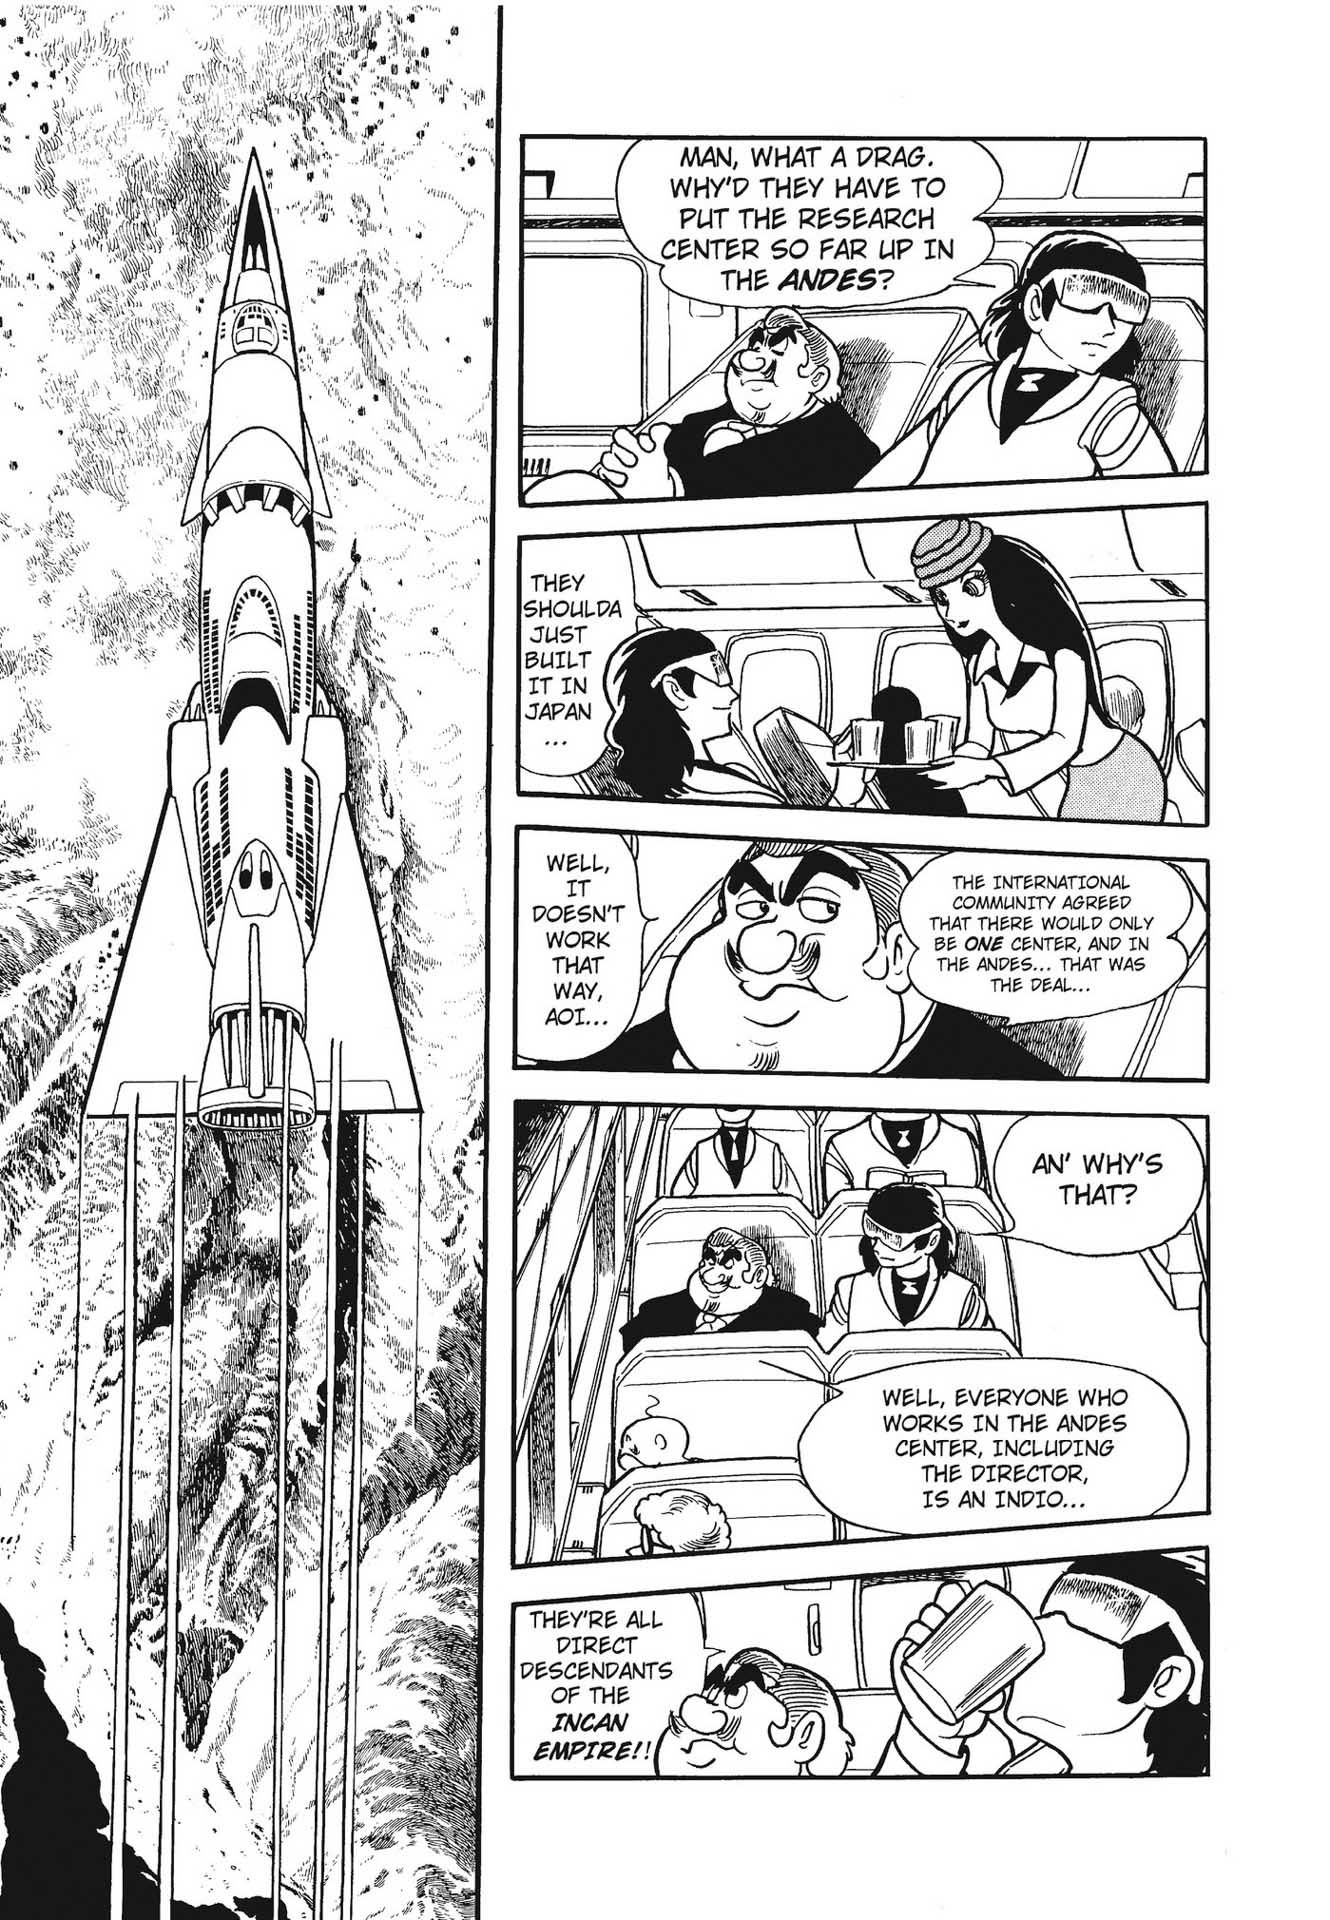 MAN, WHAT A DRAG.
WHY'D THEY HAVE TO
PUT THE RESEARCH
CENTER SO FAR UP IN
THE ANDES?
THEY
SHOULDA
JUST
BUILT
IT IN
JAPAN
...
WELL,
IT
DOESN'T
WORK
THAT
WAY,
AOI...
THE INTERNATIONAL
COMMUNITY AGREED
THAT THERE WOULD ONLY
BE ONE CENTER, AND IN
THE ANDES... THAT WAS
THE DEAL...
AN' WHY'S
THAT?
WELL, EVERYONE WHO
WORKS IN THE ANDES
CENTER, INCLUDING
THE DIRECTOR,
IS AN INDIO...
THEY'RE ALL
DIRECT
DESCENDANTS
OF THE
INCAN
EMPIRE!!